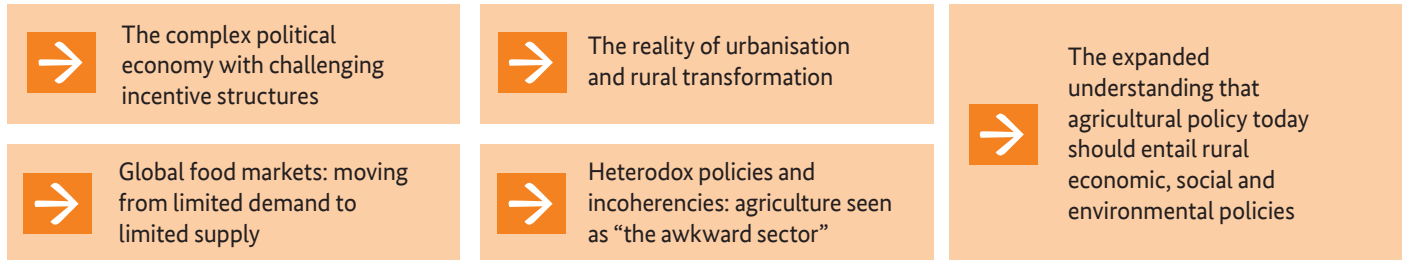 The complex political
economy with challenging
incentive structures
The reality of urbanisation
and rural transformation
The expanded
understanding that
agricultural policy today
should entail rural
economic, social and
environmental policies
Global food markets: moving
from limited demand to
limited supply
Heterodox policies and
incoherencies: agriculture seen
as “the awkward sector”